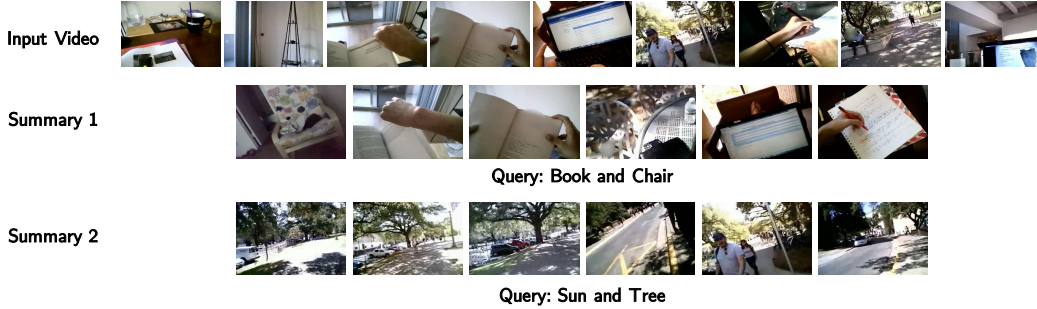 Input Video
Summary 1
Query: Book and Chair
Summary 2
Query: Sun and Tree